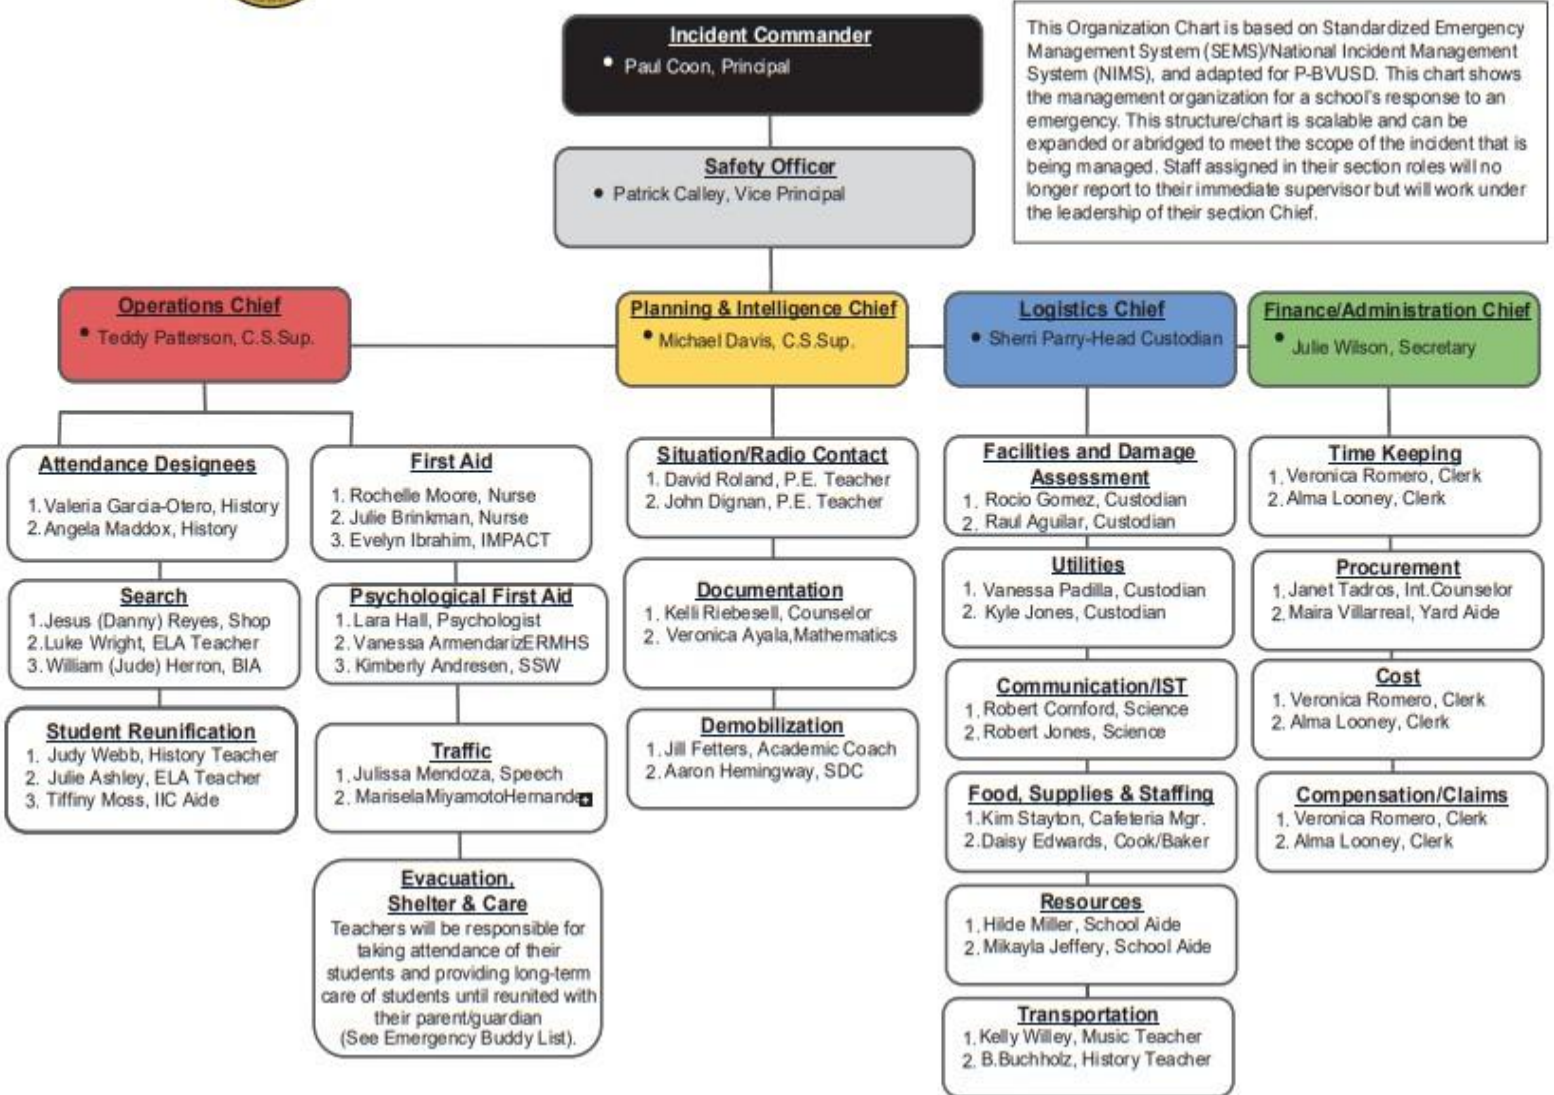 Incident Commander
• Paul Coon, Principal
This Organization Chart is based on Standardized Emergency
Management System (SEMS)/National Incident Management
System (NIMS), and adapted for P-BVUSD. This chart shows
the management organization for a school's response to an
emergency. This structure/chart is scalable and can be
expanded or abridged to meet the scope of the incident that is
being managed. Staff assigned in their section roles will no
longer report to their immediate supervisor but will work under
the leadership of their section Chief.
Safety Officer
• Patrick Calley, Vice Principal
Operations Chief
• Teddy Patterson, C.S.Sup.
Planning & Intelligence Chief
• Michael Davis, C.S.Sup.
Logistics Chief
• Sherri Parry-Head Custodian
Finance/Administration Chief
• Julie Wilson, Secretary
Attendance Designees
1. Valeria Garcia-Otero, History
2. Angela Maddox, History
Search
1. Jesus (Danny) Reyes, Shop
2. Luke Wright, ELA Teacher
3. William (Jude) Herron, BIA
Student Reunification
1. Judy Webb, History Teacher
2. Julie Ashley, ELA Teacher
3. Tiffiny Moss, IIC Aide
First Aid
1. Rochelle Moore, Nurse
2. Julie Brinkman, Nurse
3. Evelyn Ibrahim, IMPACT
Psychological First Aid
1. Lara Hall, Psychologist
2. Vanessa ArmendarizERMHS
3. Kimberly Andresen, SSW
Traffic
1. Julissa Mendoza, Speech
2. MariselaMiyamotoHernande
Evacuation,
Shelter & Care
Teachers will be responsible for
taking attendance of their
students and providing long-term
care of students until reunited with
their parent/guardian
(See Emergency Buddy List).
Situation/Radio Contact
1. David Roland, P.E. Teacher
2. John Dignan, P.E. Teacher
Documentation
1. Kelli Riebesell, Counselor
2. Veronica Ayala,Mathematics
Demobilization
1. Jill Fetters, Academic Coach
2. Aaron Hemingway, SDC
Facilities and Damage
Assessment
1. Rocio Gomez, Custodian
2. Raul Aguilar, Custodian
Utilities
1. Vanessa Padilla, Custodian
2. Kyle Jones, Custodian
Communication/IST
1. Robert Cornford, Science
2. Robert Jones, Science
Food, Supplies & Staffing
1. Kim Stayton, Cafeteria Mgr.
2. Daisy Edwards, Cook/Baker
Resources
1. Hilde Miller, School Aide
2. Mikayla Jeffery, School Aide
Transportation
1. Kelly Willey, Music Teacher
2. B.Buchholz, History Teacher
Time Keeping
1. Veronica Romero, Clerk
2. Alma Looney, Clerk
Procurement
1. Janet Tadros, Int.Counselor
2. Maira Villarreal, Yard Aide
Cost
1. Veronica Romero, Clerk
2. Alma Looney, Clerk
Compensation/Claims
1. Veronica Romero, Clerk
2. Alma Looney, Clerk